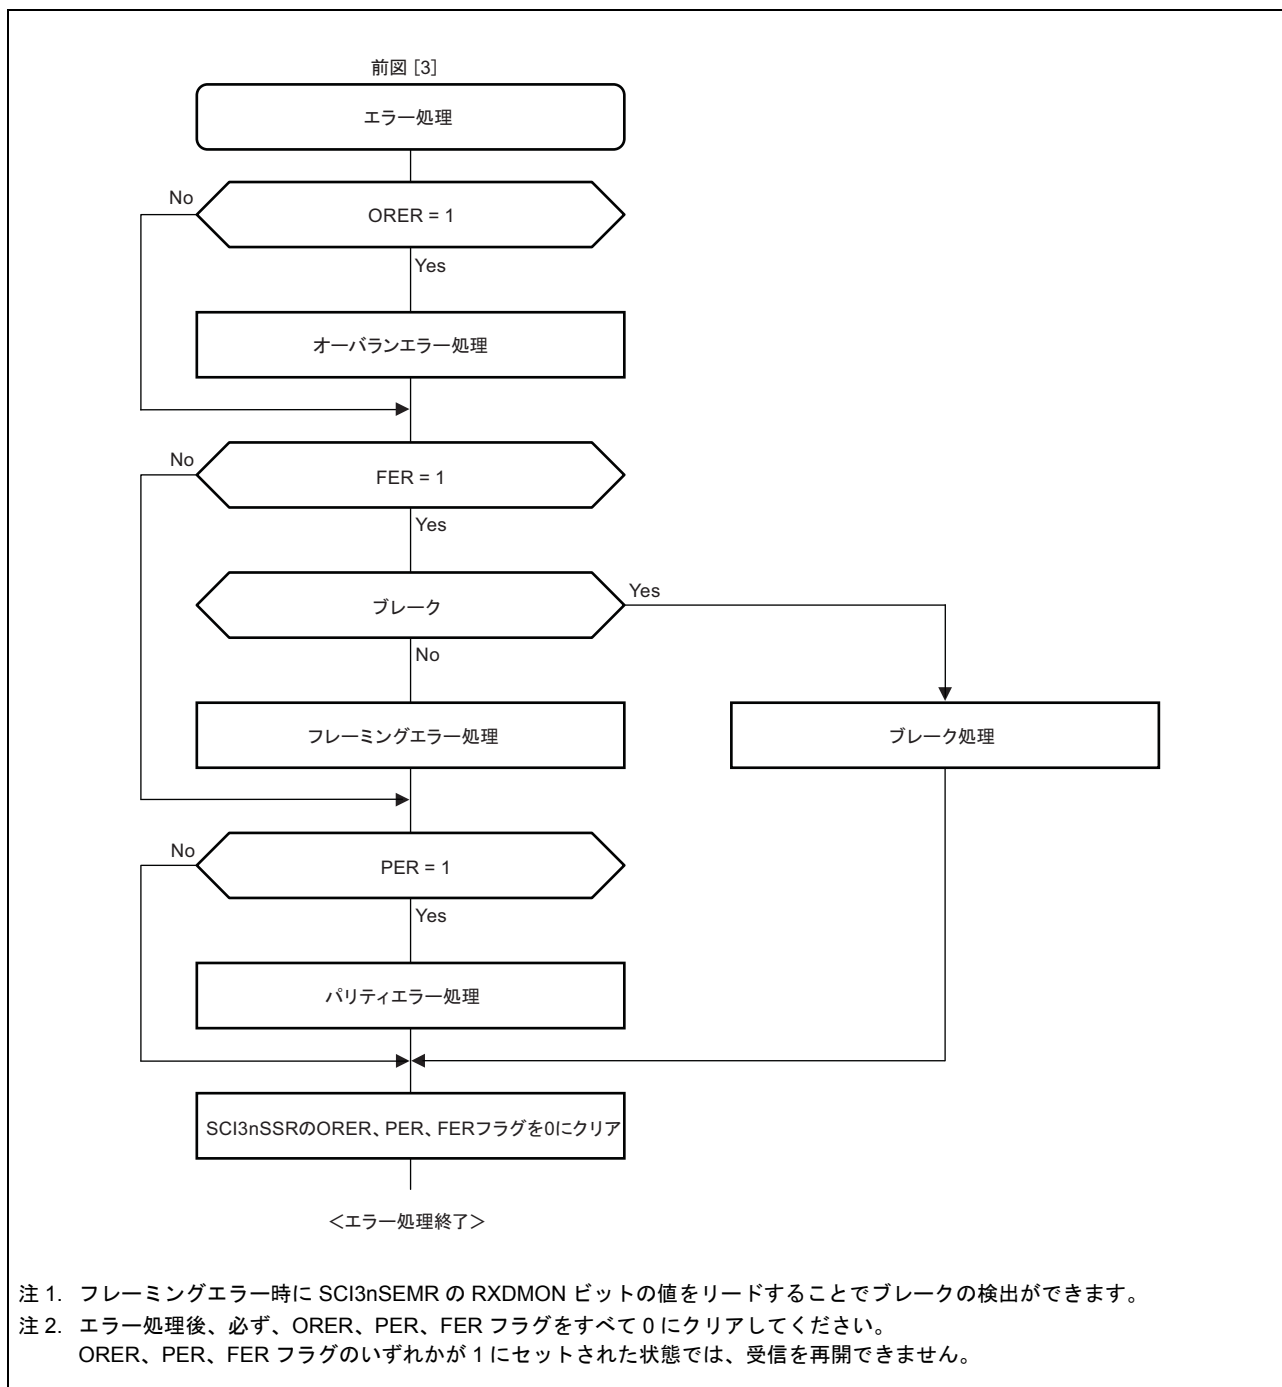 前図 [3]
エラー処理
No
ORER = 1
Yes
オーバランエラー処理
No
FER = 1
Yes
ブレーク
Yes
No
フレーミングエラー処理
ブレーク処理
No
PER = 1
Yes
パリティエラー処理
SCI3nSSRのORER、PER、FERフラグを0にクリア
＜エラー処理終了＞
注 1. フレーミングエラー時に SCI3nSEMR の RXDMON ビットの値をリードすることでブレークの検出ができます。
注 2. エラー処理後、必ず、ORER、PER、FER フラグをすべて 0 にクリアしてください。
ORER、PER、FER フラグのいずれかが 1 にセットされた状態では、受信を再開できません。